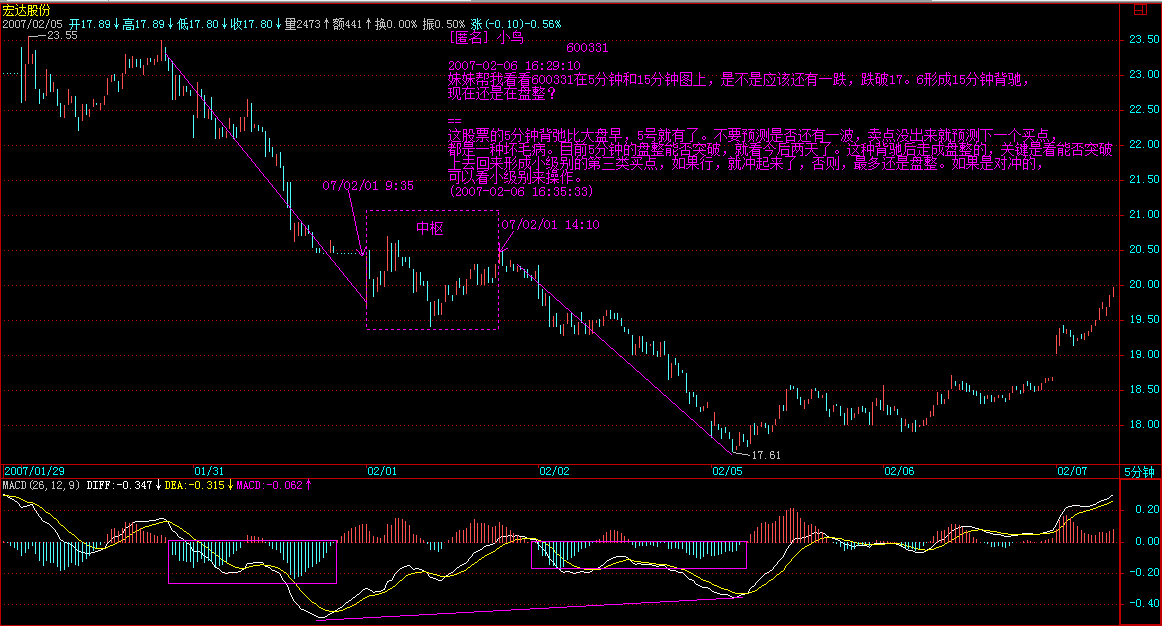 宏达股份
2007/02/05 开17.89↓高17.89↓低17.80↓收17.80↓量2473↑额441↑换0.00% 振0.50% 涨(-0.10)-0.56%
23.55
[匿名] 小鸟
600331
2007-02-06 16:29:10
妹妹帮我看看600331在5分钟和15分钟图上，是不是应该还有一跌，跌破17。6形成15分钟背驰，
现在还是在盘整？
==
这股票的5分钟背驰比大盘早，5号就有了。不要预测是否还有一波，卖点没出来就预测下一个买点，
都是一种坏毛病。目前5分钟的盘整能否突破，就看今后两天了。这种背驰后走成盘整的，关键是看能否突破
上去回来形成小级别的第三类买点，如果行，就冲起来了，否则，最多还是盘整。如果是对冲的，
可以看小级别来操作。
(2007-02-06 16:35:33)
07/02/01 9:35
中枢
07/02/01 14:10
17.61
23.50
23.00
22.50
22.00
21.50
21.00
20.50
20.00
19.50
19.00
18.50
18.00
2007/01/29 01/31 02/01 02/02 02/05 02/06 02/07 5分钟
MACD(26,12,9) DIFF:-0.347↓DEA:-0.315↓MACD:-0.062↑
0.20
0.00
-0.20
-0.40